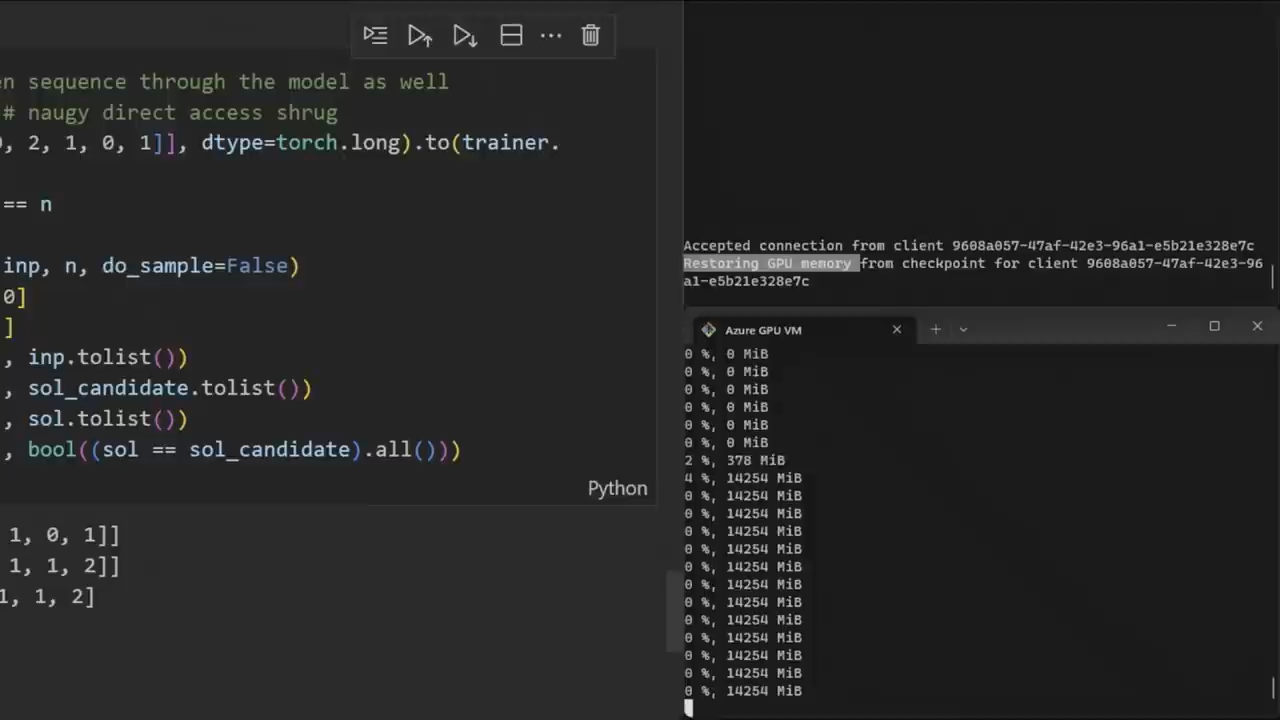 en sequence through the model as well
# naugy direct access shrug
0, 2, 1, 0, 1]], dtype=torch.long).to(trainer.
== n
inp, n, do_sample=False)
0]
]
, inp.tolist())
, sol_candidate.tolist())
, sol.tolist())
, bool((sol == sol_candidate).all()))
Python
1, 0, 1]]
1, 1, 2]]
1, 1, 2]
Accepted connection from client 9608a057-47af-42e3-96a1-e5b21e328e7c
Restoring GPU memory from checkpoint for client 9608a057-47af-42e3-96
a1-e5b21e328e7c
Azure GPU VM
0 %, 0 MiB
0 %, 0 MiB
0 %, 0 MiB
0 %, 0 MiB
0 %, 0 MiB
0 %, 0 MiB
2 %, 378 MiB
4 %, 14254 MiB
0 %, 14254 MiB
0 %, 14254 MiB
0 %, 14254 MiB
0 %, 14254 MiB
0 %, 14254 MiB
0 %, 14254 MiB
0 %, 14254 MiB
0 %, 14254 MiB
0 %, 14254 MiB
0 %, 14254 MiB
0 %, 14254 MiB
0 %, 14254 MiB